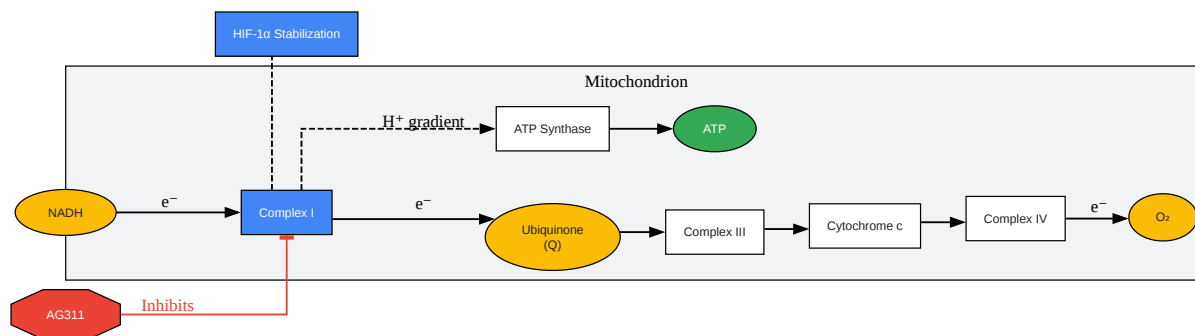 HIF-1α Stabilization
Mitochondrion
H⁺ gradient
ATP Synthase
ATP
NADH
e⁻
Complex I
e⁻
Ubiquinone
(Q)
Complex III
Cytochrome c
Complex IV
e⁻
O₂
AG311
Inhibits